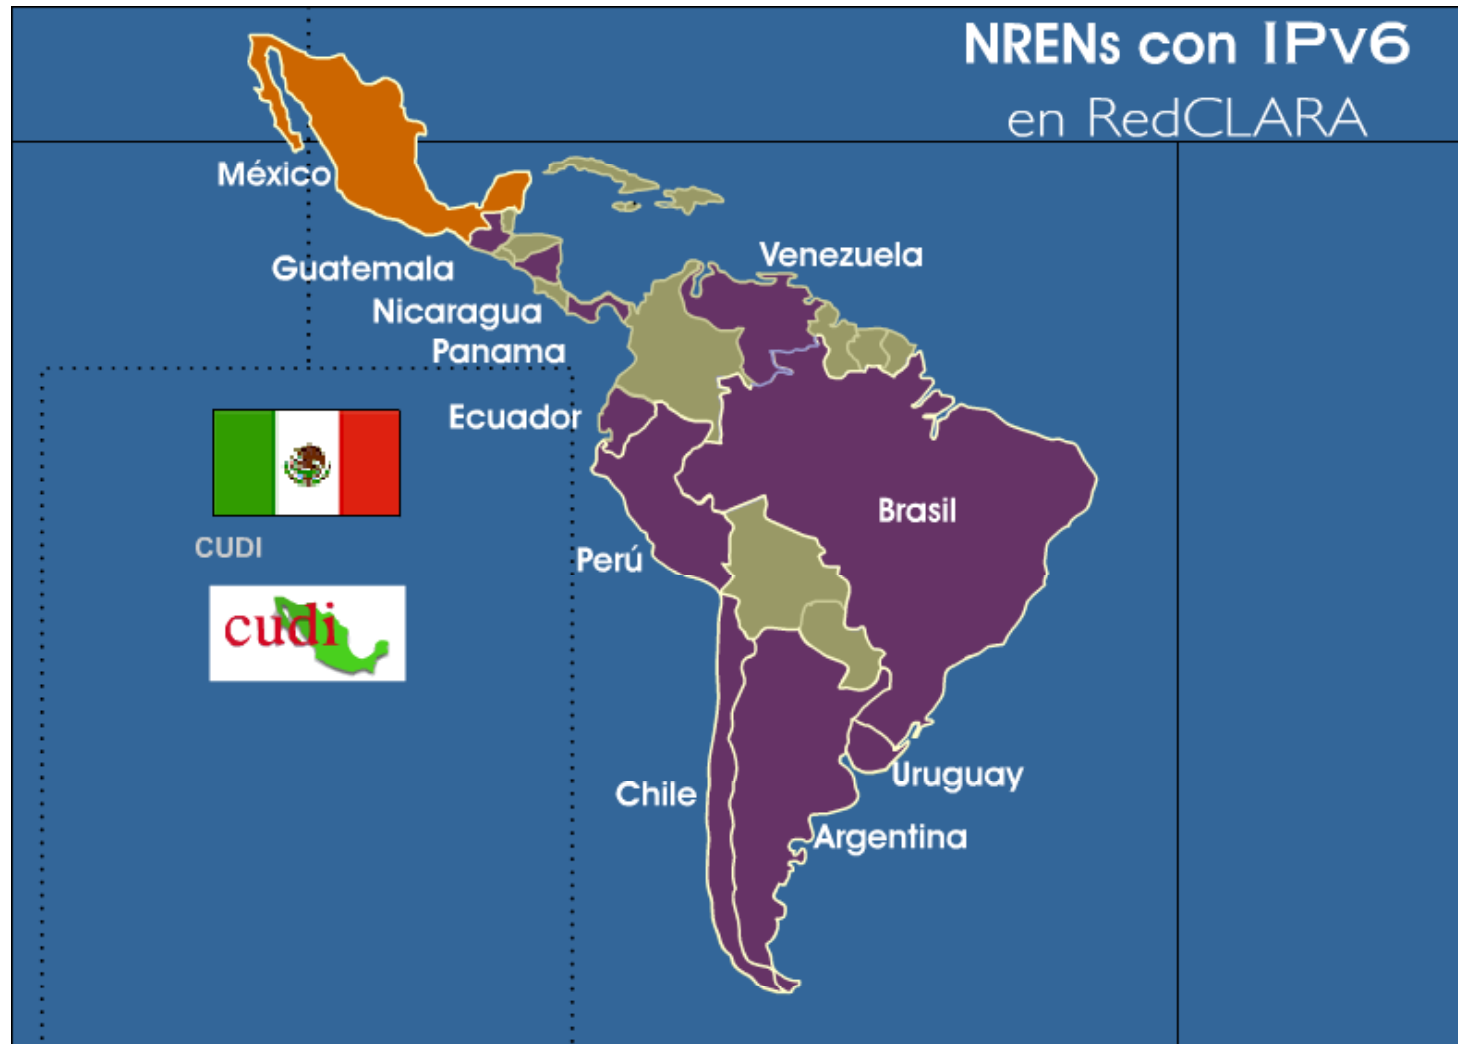 NRENs con IPv6
en RedCLARA
México
Venezuela
Guatemala
Nicaragua
Panama
Ecuador
Brasil
CUDI
Perú
cudi
Chile
Uruguay
Argentina